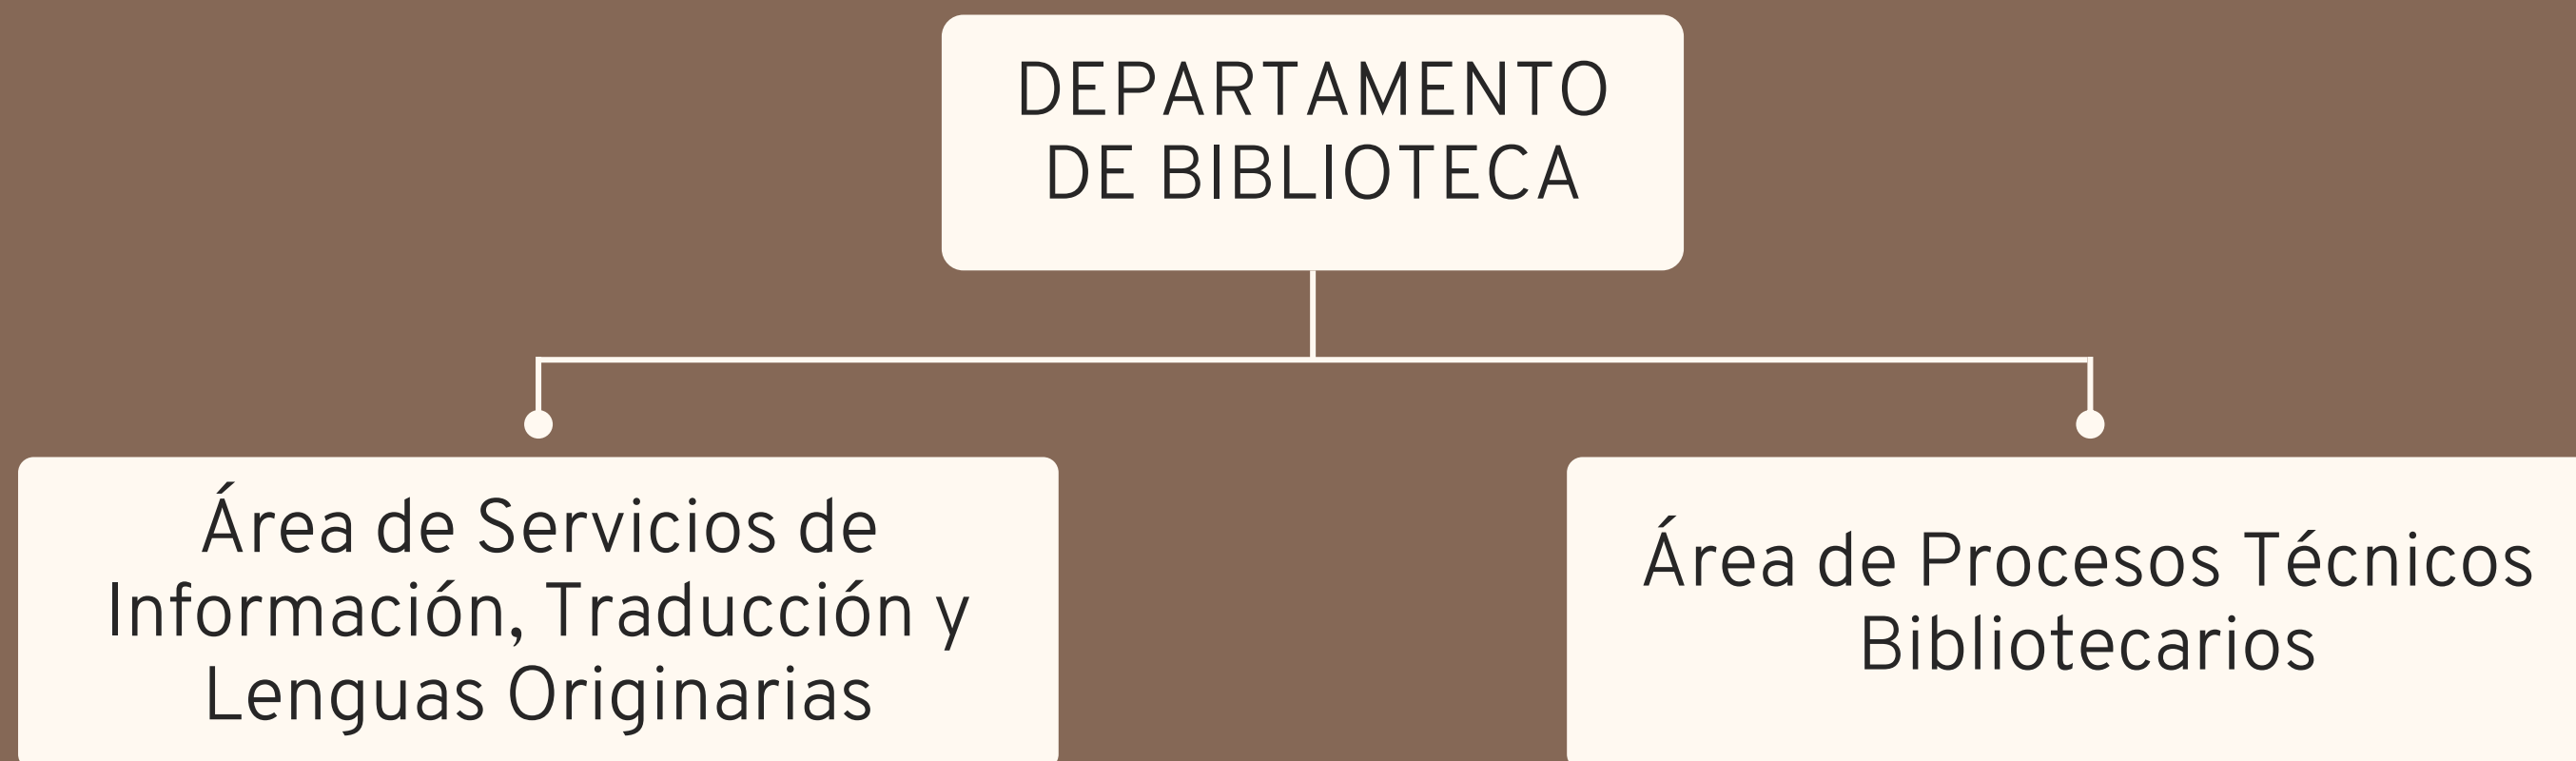 DEPARTAMENTO
DE BIBLIOTECA
Área de Servicios de
Información, Traducción y
Lenguas Originarias
Área de Procesos Técnicos
Bibliotecarios